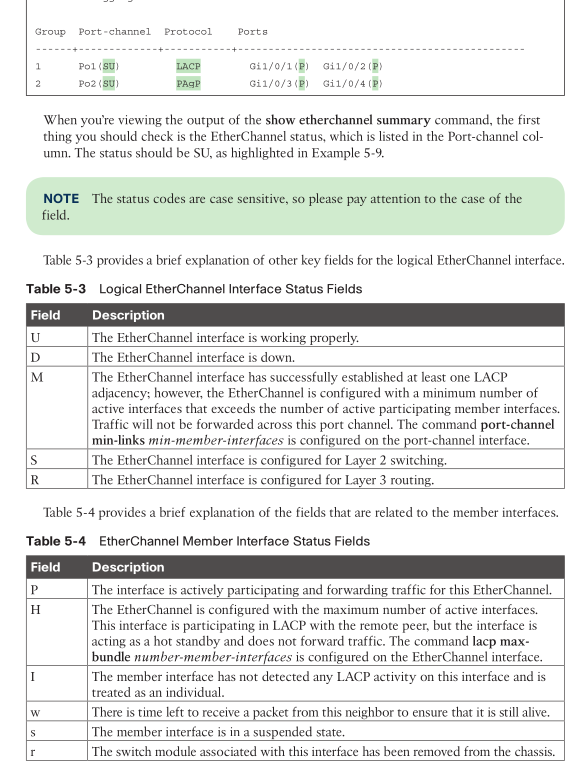 Group  Port-channel  Protocol    Ports
------+-------------+-----------+-----------------------------------------------
1      Po1(SU)       LACP        Gi1/0/1(P)   Gi1/0/2(P)
2      Po2(SU)       PAgP        Gi1/0/3(P)   Gi1/0/4(P)
When you're viewing the output of the show etherchannel summary command, the first
thing you should check is the EtherChannel status, which is listed in the Port-channel col-
umn. The status should be SU, as highlighted in Example 5-9.
NOTE The status codes are case sensitive, so please pay attention to the case of the
field.
Table 5-3 provides a brief explanation of other key fields for the logical EtherChannel interface.
Table 5-3 Logical EtherChannel Interface Status Fields
Field Description
U The EtherChannel interface is working properly.
D The EtherChannel interface is down.
M The EtherChannel interface has successfully established at least one LACP
adjacency; however, the EtherChannel is configured with a minimum number of
active interfaces that exceeds the number of active participating member interfaces.
Traffic will not be forwarded across this port channel. The command port-channel
min-links min-member-interfaces is configured on the port-channel interface.
S The EtherChannel interface is configured for Layer 2 switching.
R The EtherChannel interface is configured for Layer 3 routing.
Table 5-4 provides a brief explanation of the fields that are related to the member interfaces.
Table 5-4 EtherChannel Member Interface Status Fields
Field Description
P The interface is actively participating and forwarding traffic for this EtherChannel.
H The EtherChannel is configured with the maximum number of active interfaces.
This interface is participating in LACP with the remote peer, but the interface is
acting as a hot standby and does not forward traffic. The command lacp max-
bundle number-member-interfaces is configured on the EtherChannel interface.
I The member interface has not detected any LACP activity on this interface and is
treated as an individual.
w There is time left to receive a packet from this neighbor to ensure that it is still alive.
s The member interface is in a suspended state.
r The switch module associated with this interface has been removed from the chassis.